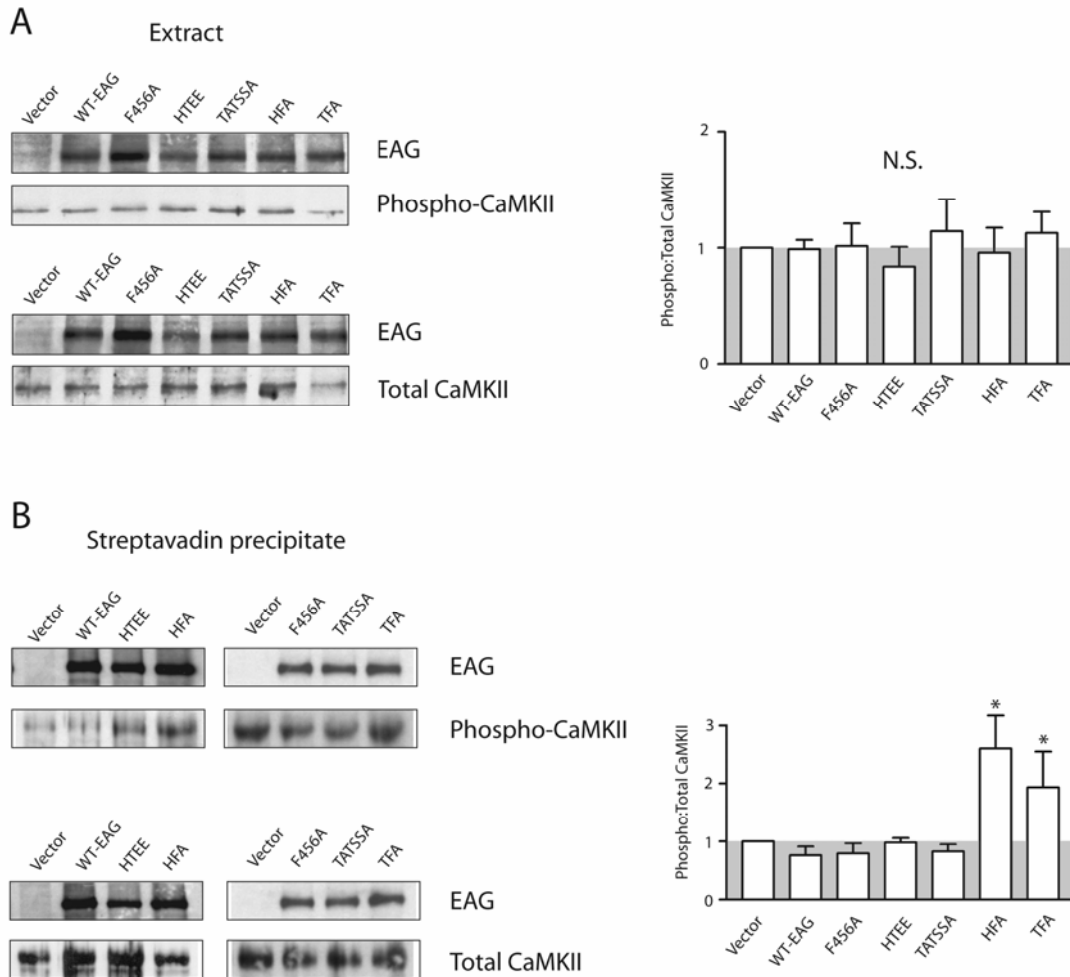 A
Extract
Vector WT-EAG F456A HTEE TATSSA HFA TFA
EAG
Phospho-CaMKII
Vector WT-EAG F456A HTEE TATSSA HFA TFA
EAG
Total CaMKII
2
1
0
Phospho:Total CaMKII
N.S.
Vector WT-EAG F456A HTEE TATSSA HFA TFA
B
Streptavadin precipitate
Vector WT-EAG HTEE HFA Vector F456A TATSSA TFA
EAG
Phospho-CaMKII
Vector WT-EAG HTEE HFA Vector F456A TATSSA TFA
EAG
Total CaMKII
3
2
1
0
Phospho:Total CaMKII
* *
Vector WT-EAG F456A HTEE TATSSA HFA TFA